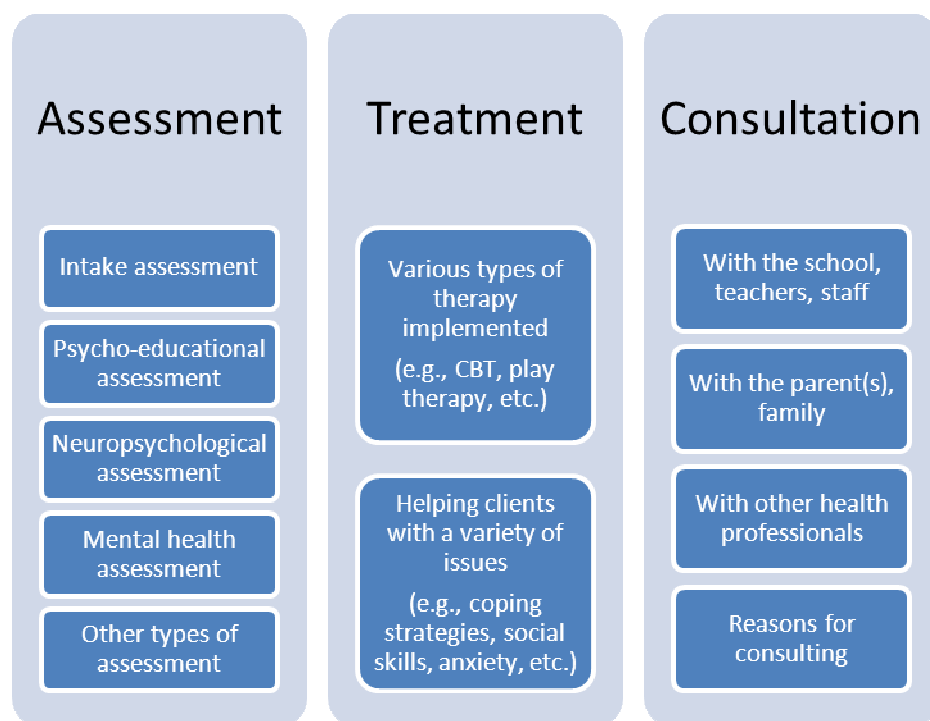 Assessment
Intake assessment
Psycho-educational
assessment
Neuropsychological
assessment
Mental health
assessment
Other types of
assessment
Treatment
Various types of
therapy
implemented
(e.g., CBT, play
therapy, etc.)
Helping clients
with a variety of
issues
(e.g., coping
strategies, social
skills, anxiety, etc.)
Consultation
With the school,
teachers, staff
With the parent(s),
family
With other health
professionals
Reasons for
consulting